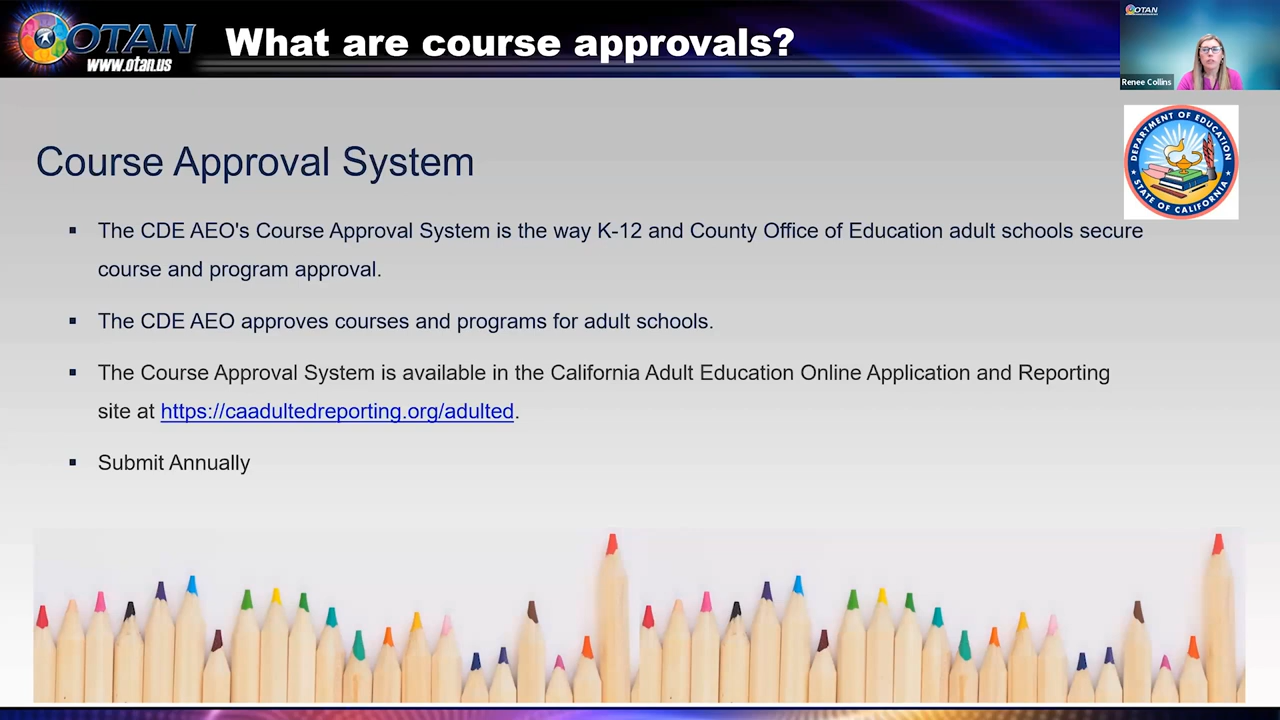 OTAN
www.otan.us
What are course approvals?
OTAN
Renee Collins
DEPARTMENT OF EDUCATION
STATE OF CALIFORNIA
Course Approval System
▪ The CDE AEO's Course Approval System is the way K-12 and County Office of Education adult schools secure
course and program approval.
▪ The CDE AEO approves courses and programs for adult schools.
▪ The Course Approval System is available in the California Adult Education Online Application and Reporting
site at https://caadultedreporting.org/adulted.
▪ Submit Annually